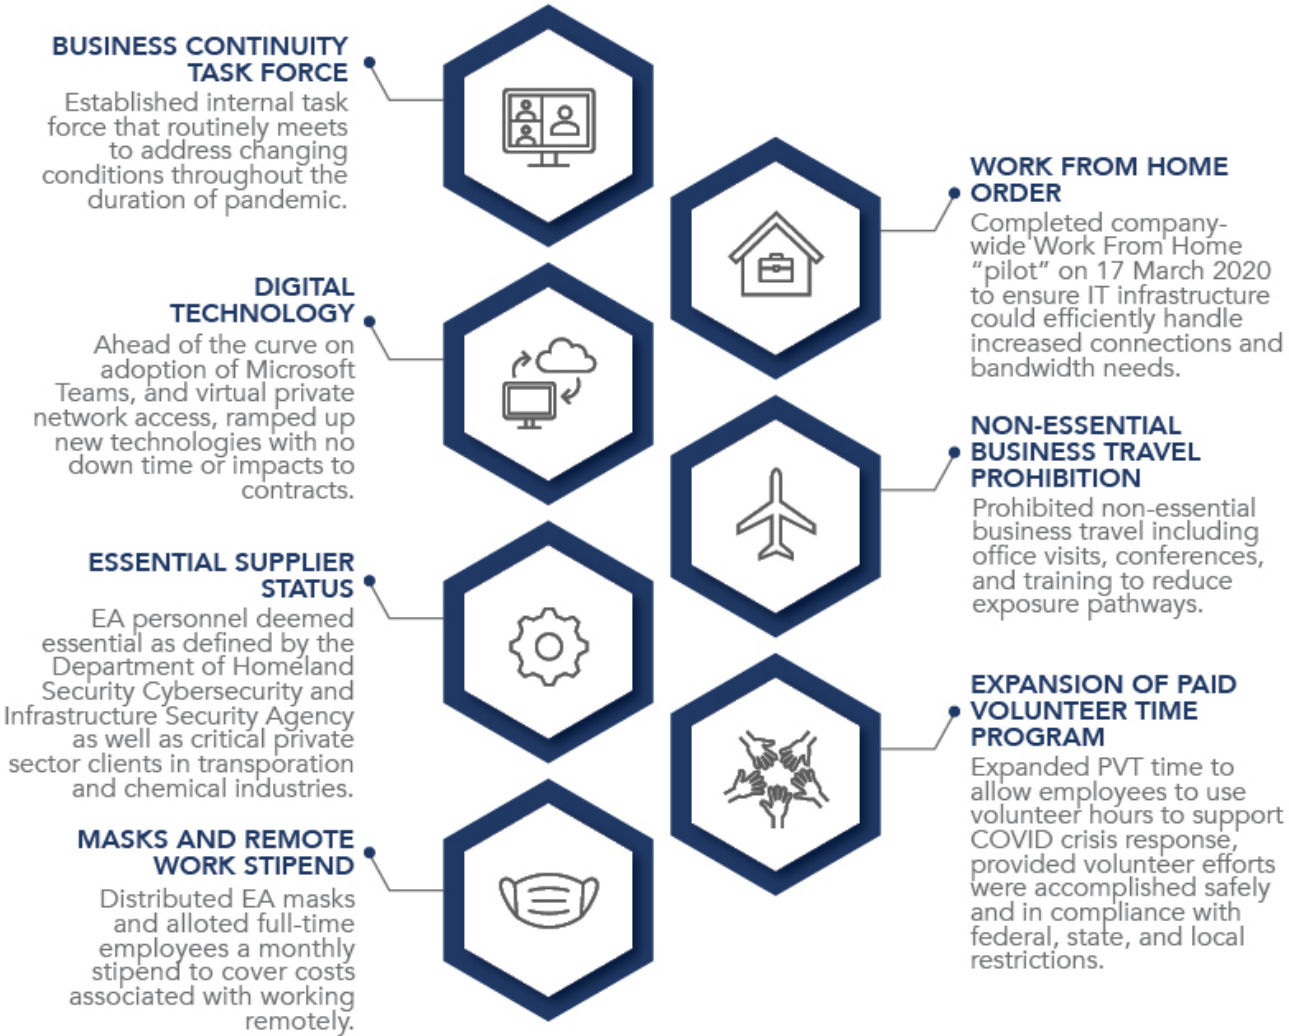 BUSINESS CONTINUITY
TASK FORCE
Established internal task
force that routinely meets
to address changing
conditions throughout the
duration of pandemic.
WORK FROM HOME
ORDER
Completed company-
wide Work From Home
“pilot” on 17 March 2020
to ensure IT infrastructure
could efficiently handle
increased connections and
bandwidth needs.
DIGITAL
TECHNOLOGY
Ahead of the curve on
adoption of Microsoft
Teams, and virtual private
network access, ramped up
new technologies with no
down time or impacts to
contracts.
NON-ESSENTIAL
BUSINESS TRAVEL
PROHIBITION
Prohibited non-essential
business travel including
office visits, conferences,
and training to reduce
exposure pathways.
ESSENTIAL SUPPLIER
STATUS
EA personnel deemed
essential as defined by the
Department of Homeland
Security Cybersecurity and
Infrastructure Security Agency
as well as critical private
sector clients in transporation
and chemical industries.
EXPANSION OF PAID
VOLUNTEER TIME
PROGRAM
Expanded PVT time to
allow employees to use
volunteer hours to support
COVID crisis response,
provided volunteer efforts
were accomplished safely
and in compliance with
federal, state, and local
restrictions.
MASKS AND REMOTE
WORK STIPEND
Distributed EA masks
and alloted full-time
employees a monthly
stipend to cover costs
associated with working
remotely.